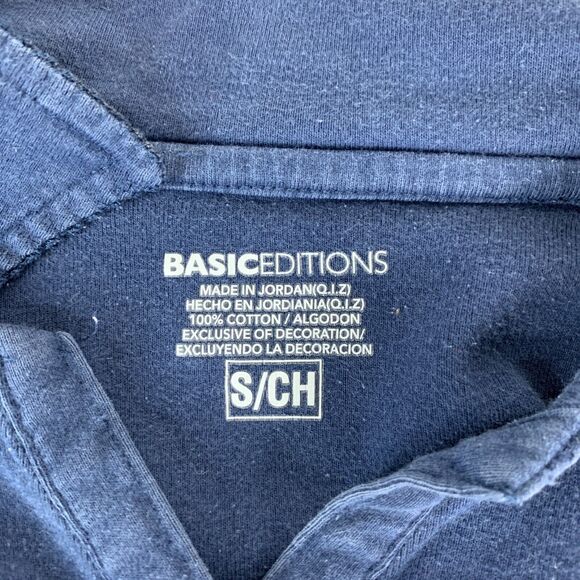 BASICEDITIONS
MADE IN JORDAN(Q.I.Z)
HECHO EN JORDIANIA(Q.I.Z)
100% COTTON / ALGODON
EXCLUSIVE OF DECORATION/
EXCLUYENDO LA DECORACION
S/CH